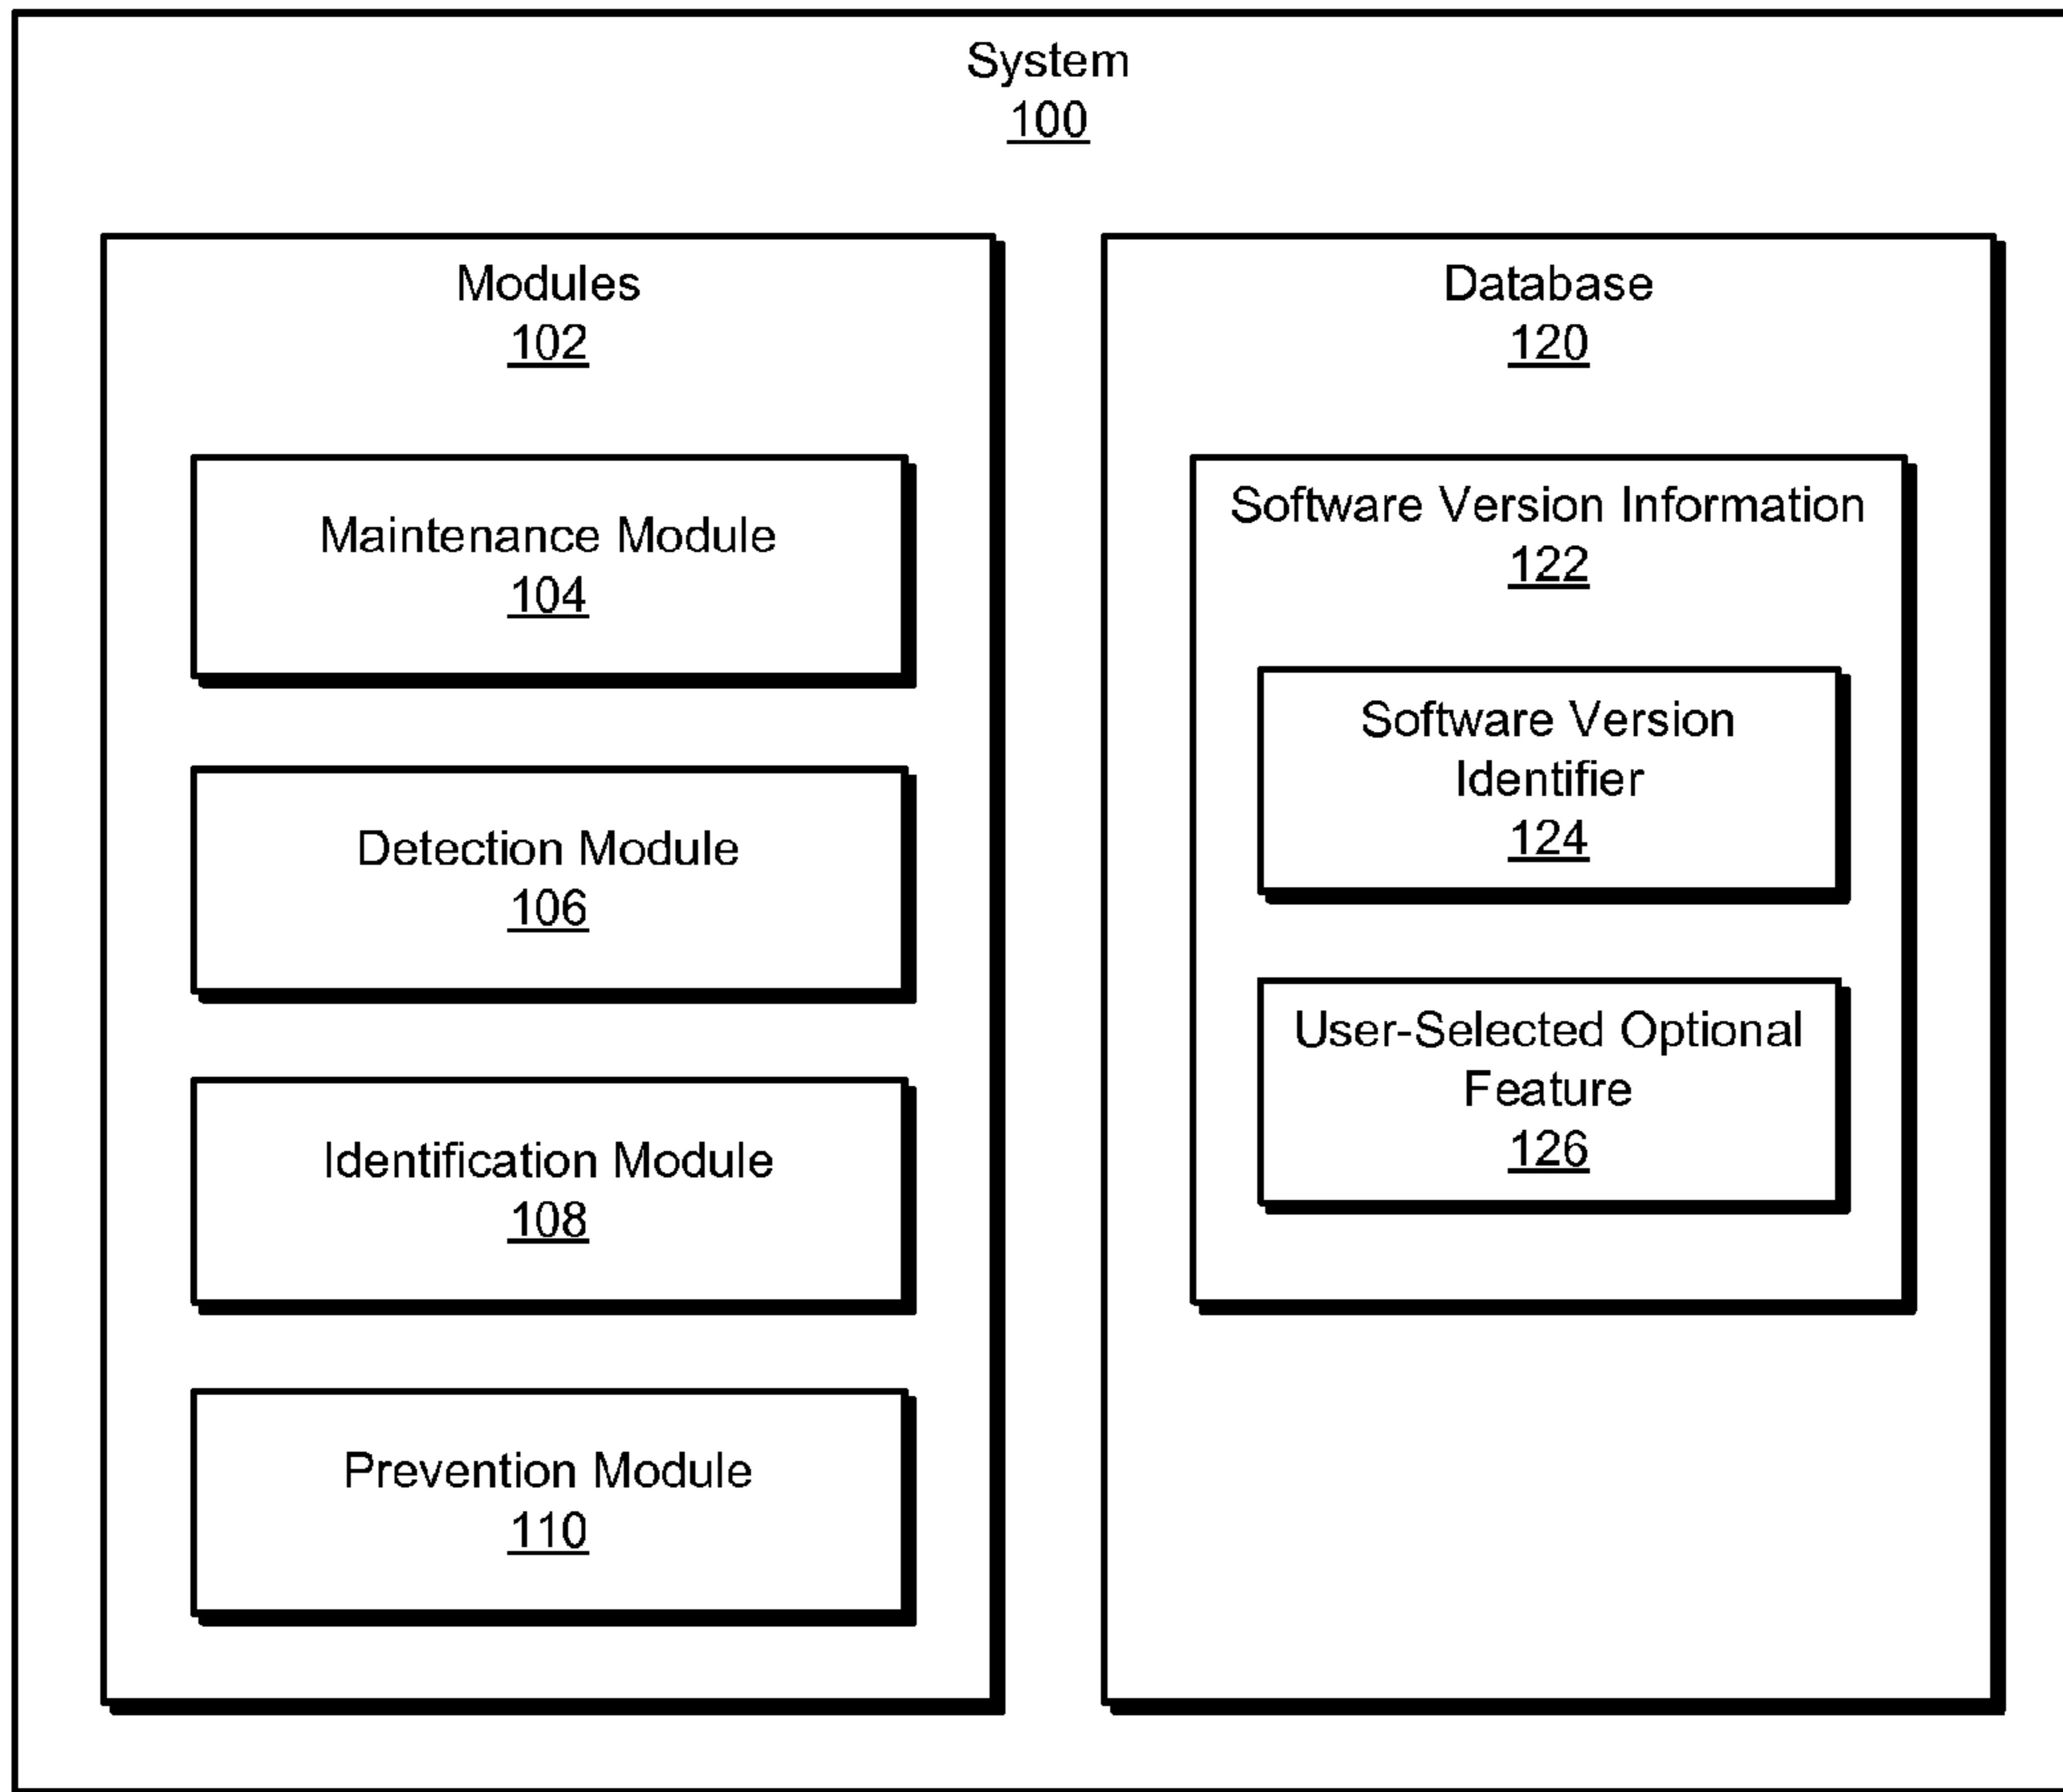 System
100
Modules
102
Maintenance Module
104
Detection Module
106
Identification Module
108
Prevention Module
110
Database
120
Software Version Information
122
Software Version
Identifier
124
User-Selected Optional
Feature
126